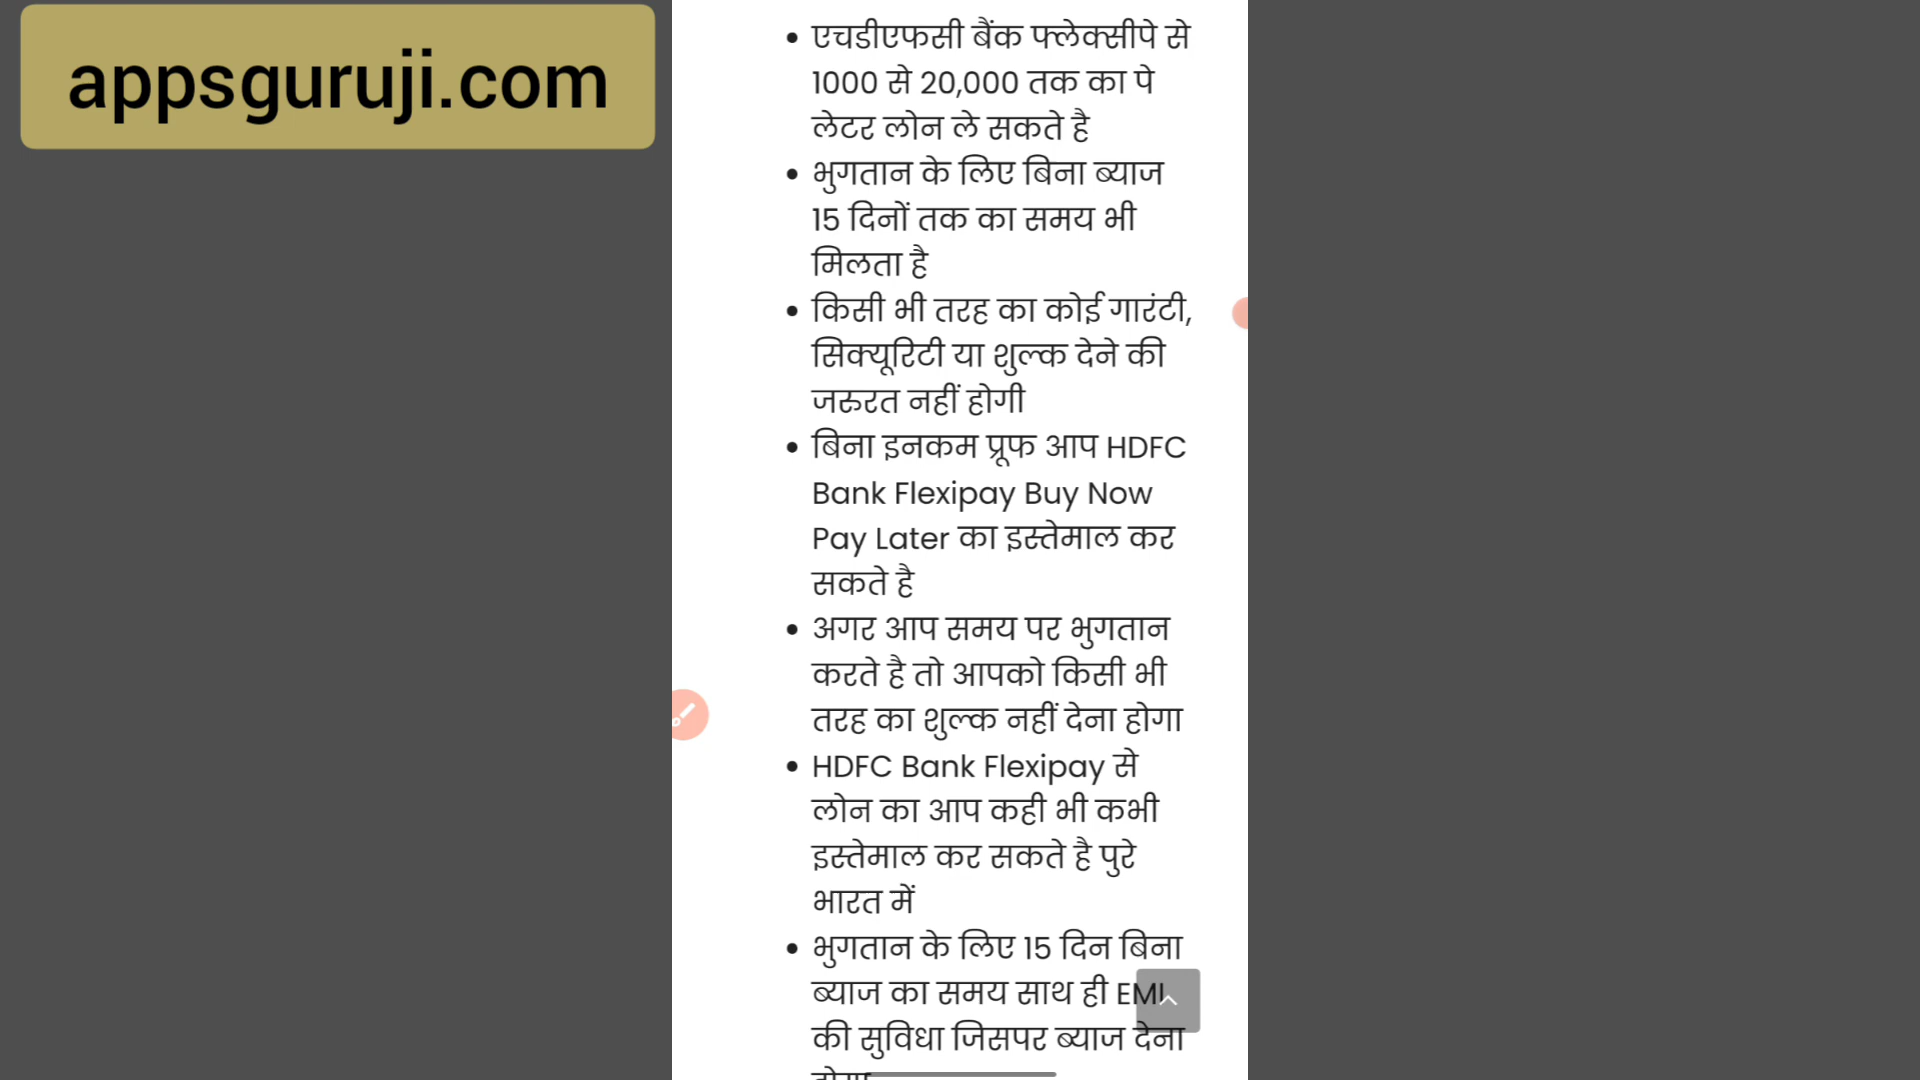 appsguruji.com
एचडीएफसी बैंक फ्लेक्सीपे से
1000 से 20,000 तक का पे
लेटर लोन ले सकते है
भुगतान के लिए बिना ब्याज
15 दिनों तक का समय भी
मिलता है
किसी भी तरह का कोई गारंटी,
सिक्यूरिटी या शुल्क देने की
जरुरत नहीं होगी
बिना इनकम प्रूफ आप HDFC
Bank Flexipay Buy Now
Pay Later का इस्तेमाल कर
सकते है
अगर आप समय पर भुगतान
करते है तो आपको किसी भी
तरह का शुल्क नहीं देना होगा
HDFC Bank Flexipay से
लोन का आप कही भी कभी
इस्तेमाल कर सकते है पुरे
भारत में
भुगतान के लिए 15 दिन बिना
ब्याज का समय साथ ही EMI
की सुविधा जिसपर ब्याज देना